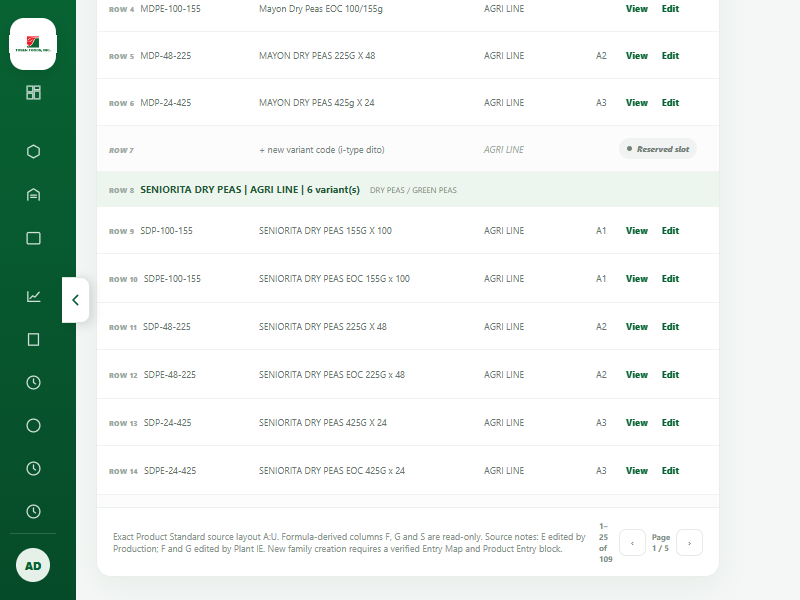 TOSEN FOODS, INC.
ROW 4 MDPE-100-155 Mayon Dry Peas EOC 100/155g AGRI LINE View Edit
ROW 5 MDP-48-225 MAYON DRY PEAS 225G X 48 AGRI LINE A2 View Edit
ROW 6 MDP-24-425 MAYON DRY PEAS 425g X 24 AGRI LINE A3 View Edit
ROW 7 + new variant code (i-type dito) AGRI LINE Reserved slot
ROW 8 SENIORITA DRY PEAS | AGRI LINE | 6 variant(s) DRY PEAS / GREEN PEAS
ROW 9 SDP-100-155 SENIORITA DRY PEAS 155G X 100 AGRI LINE A1 View Edit
ROW 10 SDPE-100-155 SENIORITA DRY PEAS EOC 155G x 100 AGRI LINE A1 View Edit
ROW 11 SDP-48-225 SENIORITA DRY PEAS 225G X 48 AGRI LINE A2 View Edit
ROW 12 SDPE-48-225 SENIORITA DRY PEAS EOC 225G x 48 AGRI LINE A2 View Edit
ROW 13 SDP-24-425 SENIORITA DRY PEAS 425G X 24 AGRI LINE A3 View Edit
ROW 14 SDPE-24-425 SENIORITA DRY PEAS EOC 425G x 24 AGRI LINE A3 View Edit
Exact Product Standard source layout A:U. Formula-derived columns F, G and S are read-only. Source notes: E edited by
Production; F and G edited by Plant IE. New family creation requires a verified Entry Map and Product Entry block.
1–
25
of
109
‹ Page
1 / 5 ›
AD